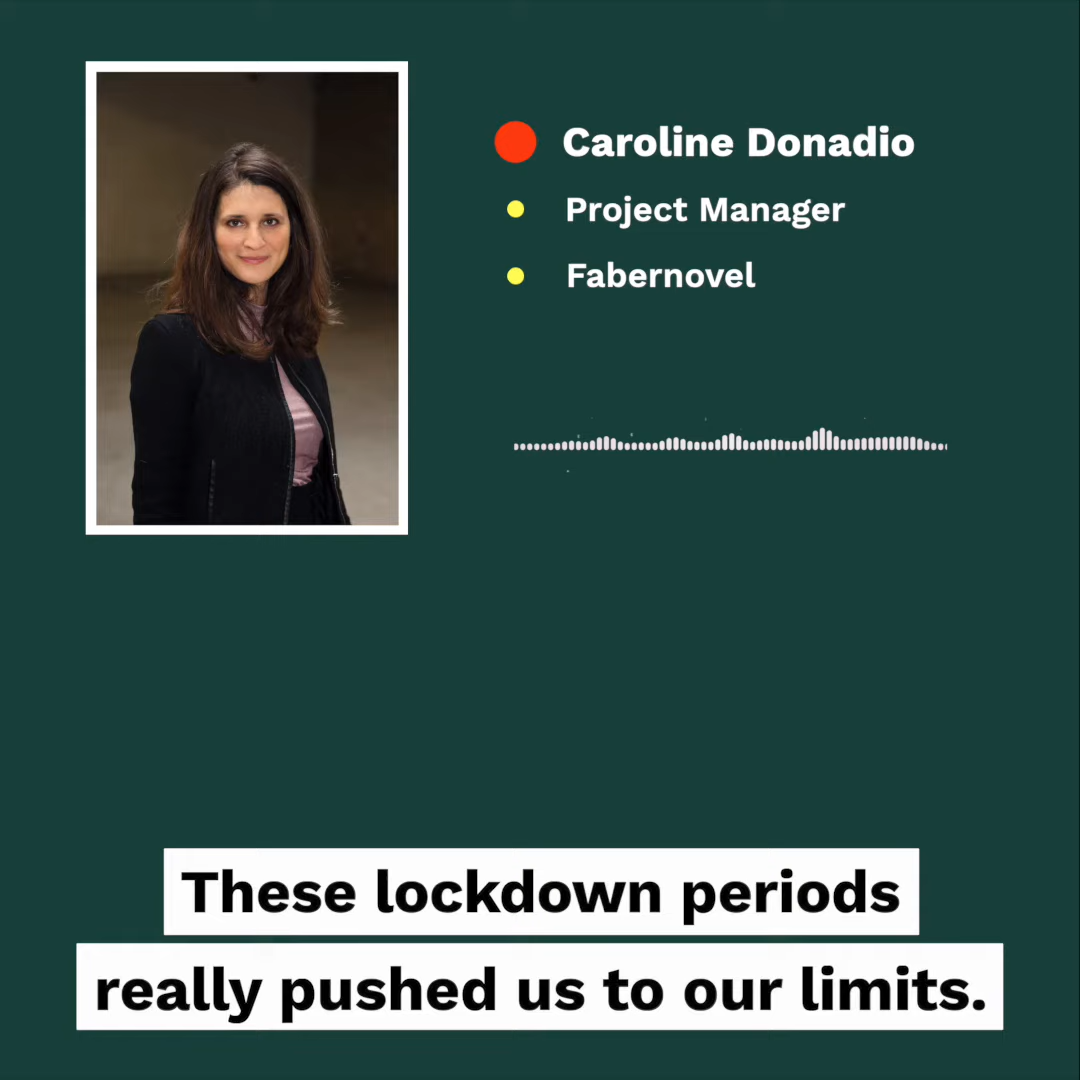 Caroline Donadio
Project Manager
Fabernovel
These lockdown periods
really pushed us to our limits.